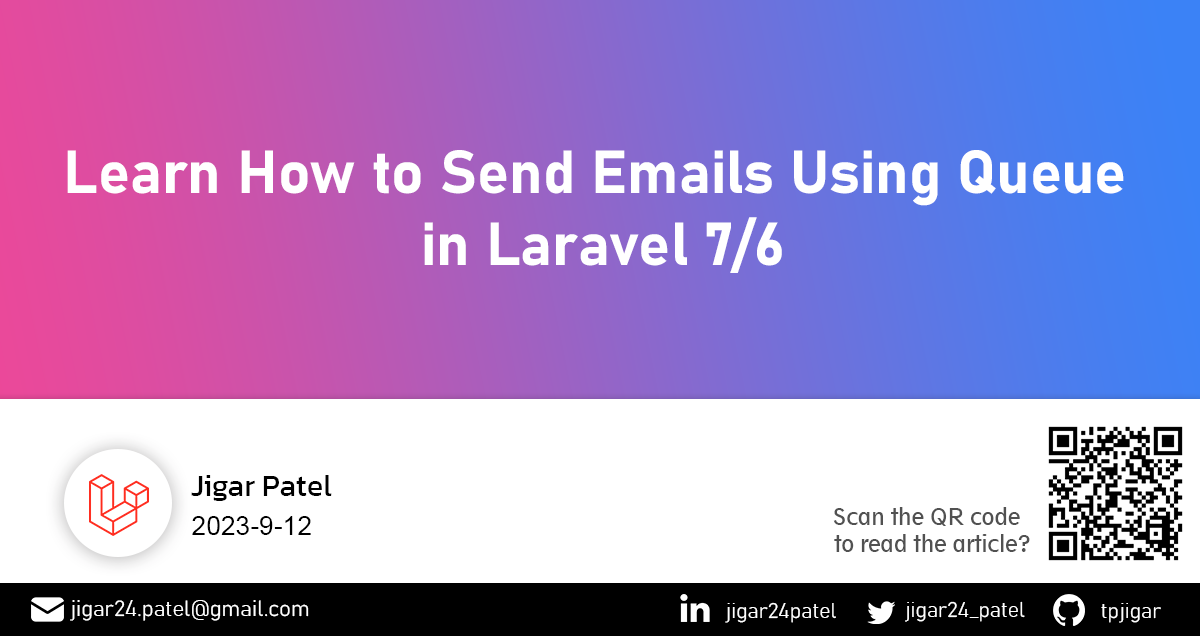 Learn How to Send Emails Using Queue
in Laravel 7/6
Jigar Patel
2023-9-12
Scan the QR code
to read the article?
jigar24.patel@gmail.com
jigar24patel
jigar24_patel
tpjigar